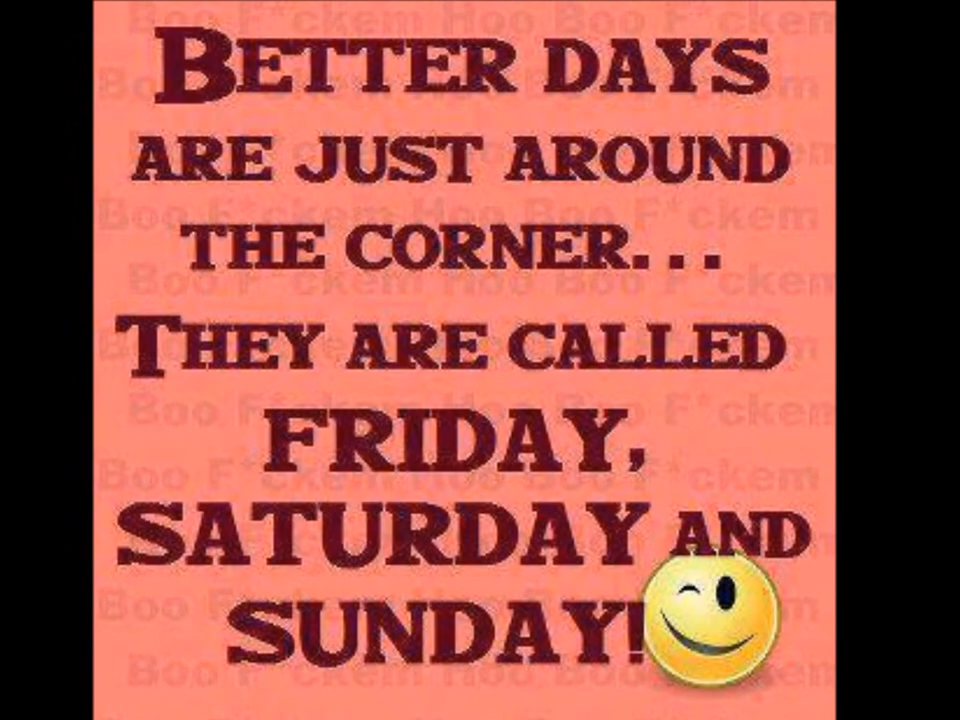 BETTER DAYS
ARE JUST AROUND
THE CORNER...
THEY ARE CALLED
FRIDAY,
SATURDAY AND
SUNDAY!